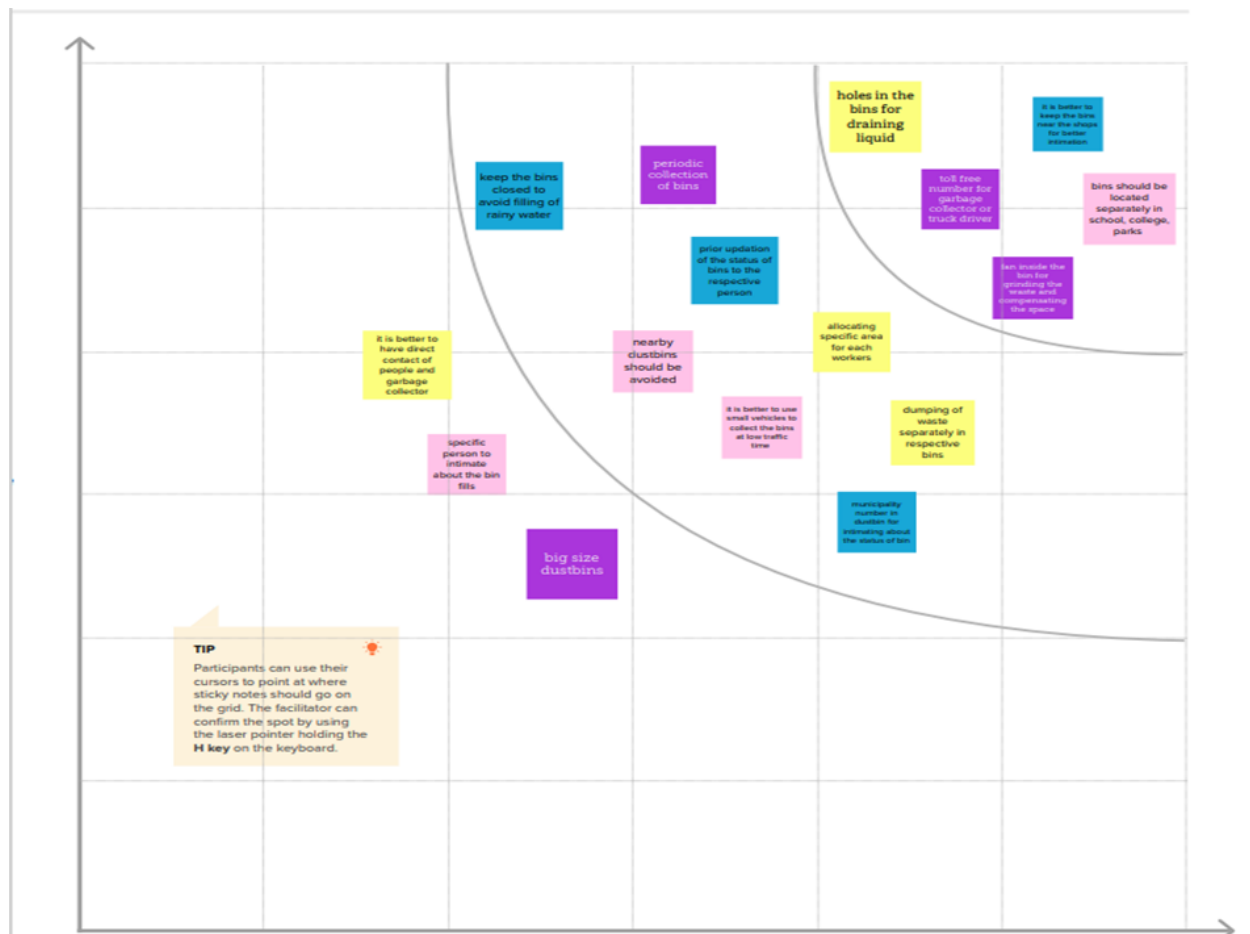 holes in the
bins for
draining
liquid
it is better to
keep the bins
near the shops
for better
intimation
periodic
collection
of bins
keep the bins
closed to
avoid filling of
rainy water
toll free
number for
garbage
collector or
truck driver
bins should be
located
separately in
school, college,
parks
prior updation
of the status of
bins to the
respective
person
fan inside the
bin for
grinding the
waste and
compensating
the space
allocating
specific area
for each
workers
it is better to
have direct
contact of
people and
garbage
collector
nearby
dustbins
should be
avoided
it is better to use
small vehicles to
collect the bins
at low traffic
time
dumping of
waste
separately in
respective
bins
specific
person to
intimate
about the bin
fills
municipality
number in
dustbin for
intimating about
the status of bin
big size
dustbins
TIP
Participants can use their
cursors to point at where
sticky notes should go on
the grid. The facilitator can
confirm the spot by using
the laser pointer holding the
H key on the keyboard.